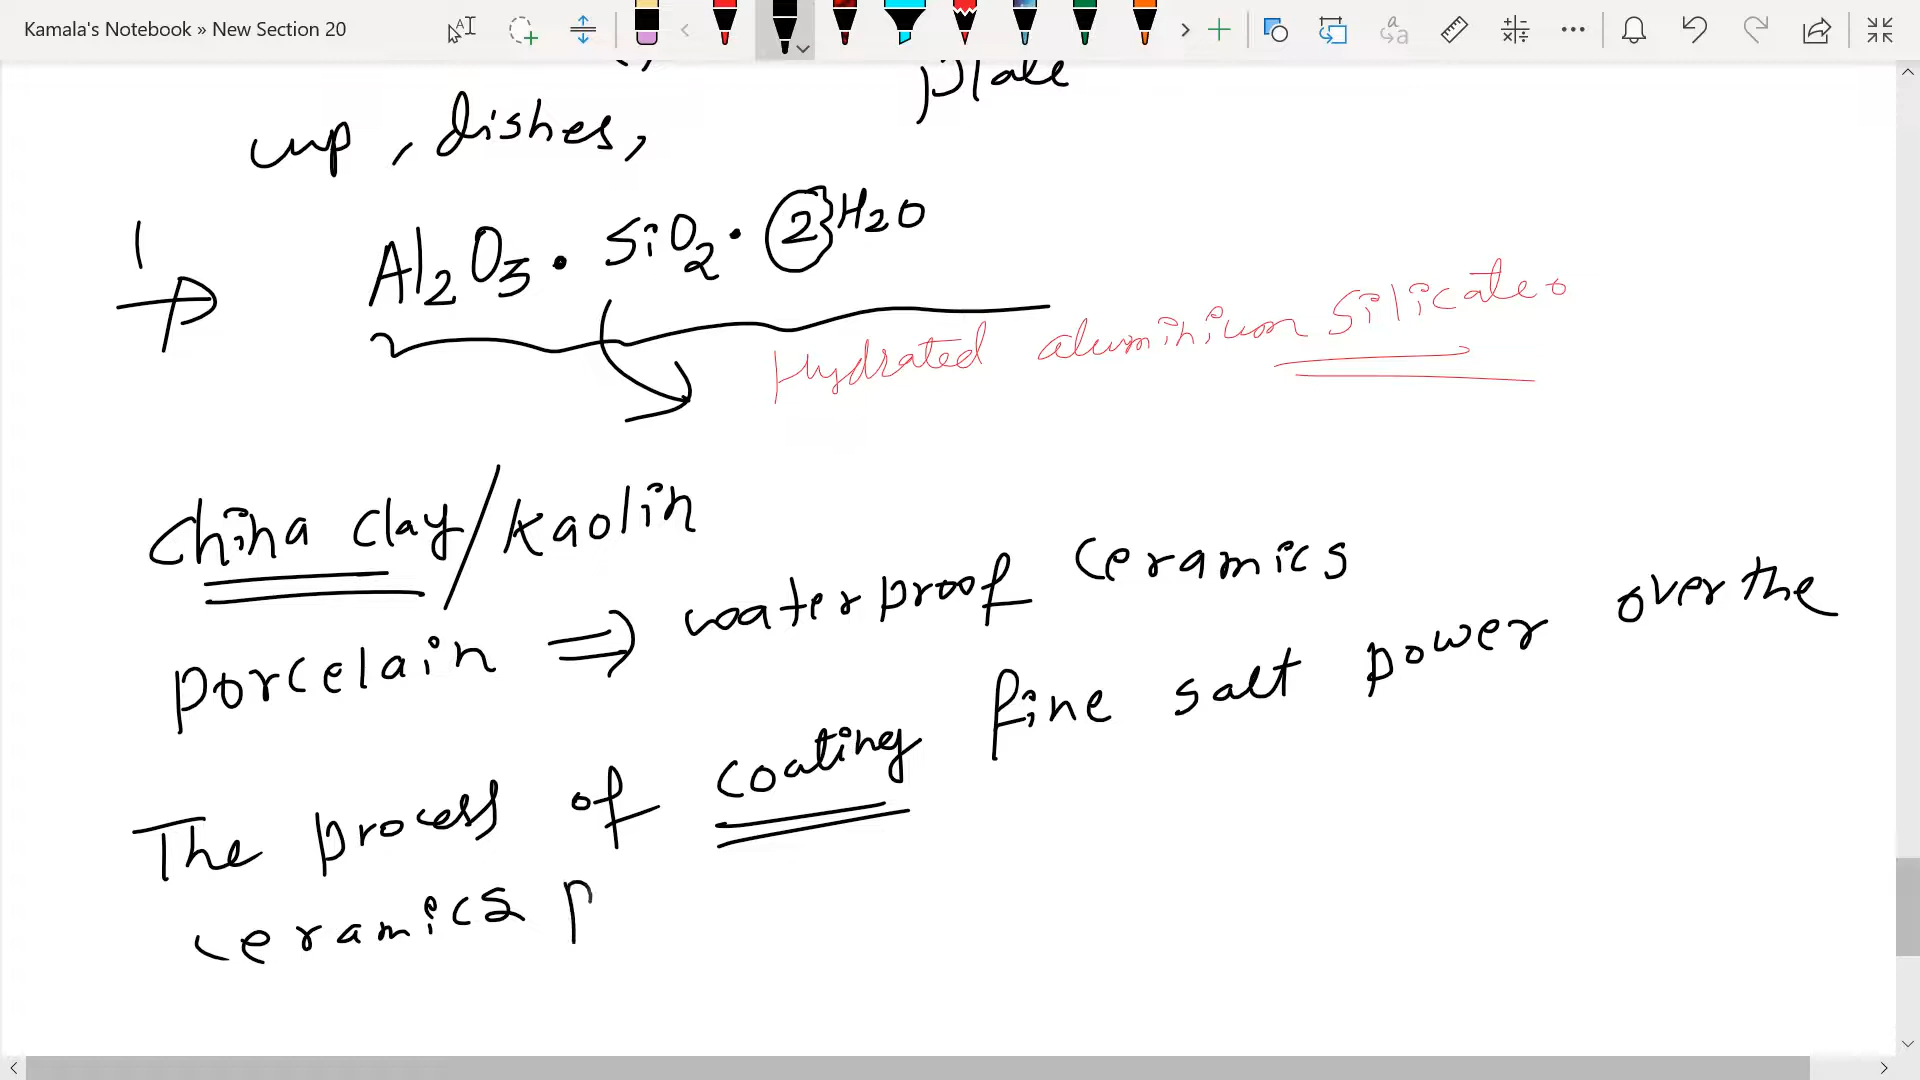 Kamala's Notebook » New Section 20
plate
cup, dishes,
Al2O3 · SiO2 · 2H2O
Hydrated aluminium silicate.
China clay/kaolin
porcelain ⇒ waterproof ceramics
The process of coating fine salt power over the
ceramics p